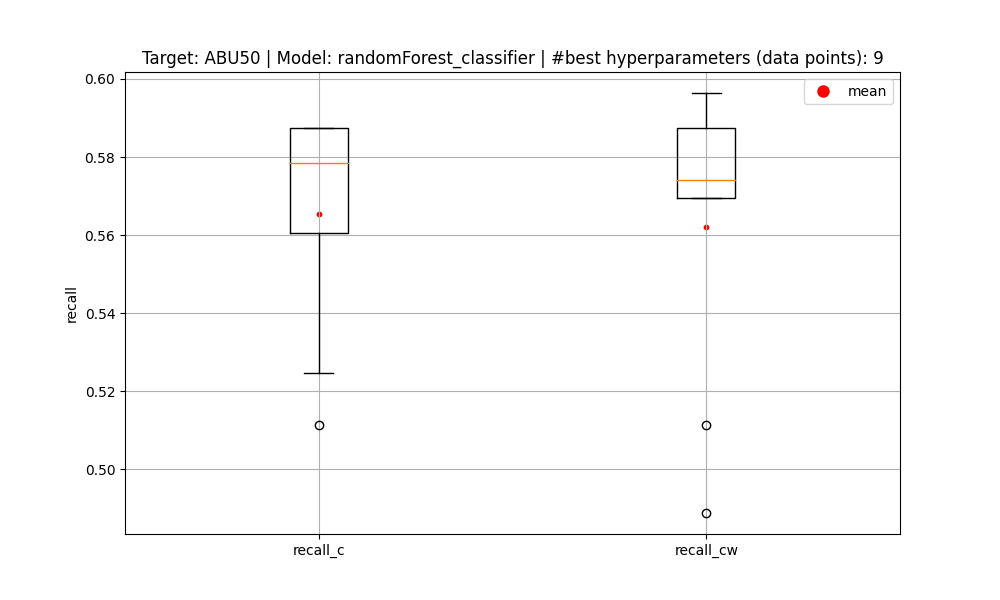 Target: ABU50 | Model: randomForest_classifier | #best hyperparameters (data points): 9
mean
recall
0.60
0.58
0.56
0.54
0.52
0.50
recall_c
recall_cw